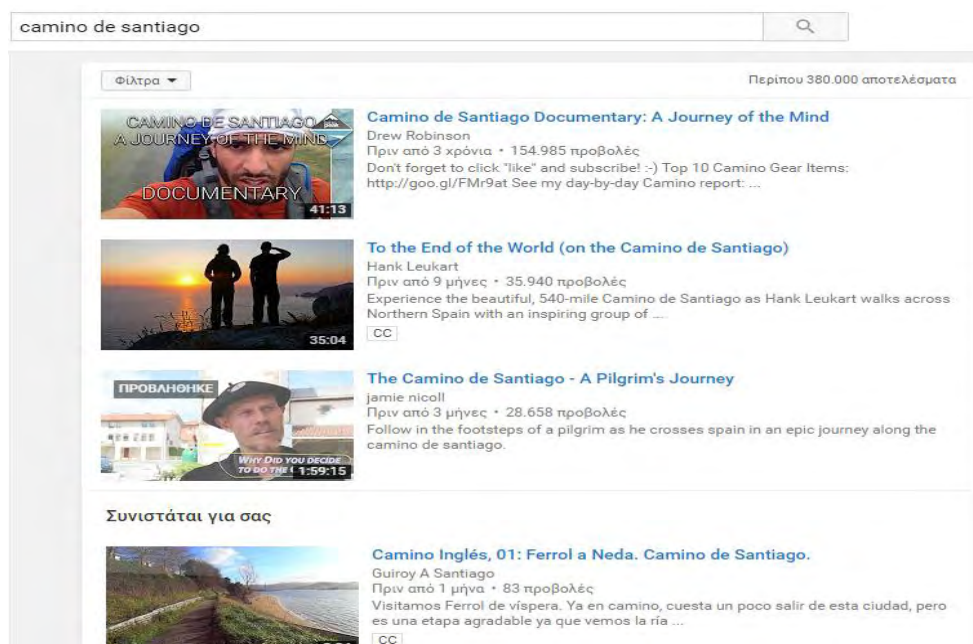 camino de santiago
Φίλτρα
Περίπου 380.000 αποτελέσματα
CAMINO DE SANTIAGO
A JOURNEY OF THE MIND
DOCUMENTARY
41:13
Camino de Santiago Documentary: A Journey of the Mind
Drew Robinson
Πριν από 3 χρόνια • 154.985 προβολές
Don't forget to click "like" and subscribe! :-) Top 10 Camino Gear Items:
http://goo.gl/FMr9at See my day-by-day Camino report: ...
35:04
To the End of the World (on the Camino de Santiago)
Hank Leukart
Πριν από 9 μήνες • 35.940 προβολές
Experience the beautiful, 540-mile Camino de Santiago as Hank Leukart walks across
Northern Spain with an inspiring group of ...
CC
ΠΡΟΒΛΗΘΗΚΕ
WHY DID YOU DECIDE
TO DO THE
1:59:15
The Camino de Santiago - A Pilgrim's Journey
jamie nicoll
Πριν από 3 μήνες • 28.658 προβολές
Follow in the footsteps of a pilgrim as he crosses spain in an epic journey along the
camino de santiago.
Συνιστάται για σας
Camino Inglés, 01: Ferrol a Neda. Camino de Santiago.
Guiroy A Santiago
Πριν από 1 μήνα • 83 προβολές
Visitamos Ferrol de víspera. Ya en camino, cuesta un poco salir de esta ciudad, pero
es una etapa agradable ya que vemos la ría ...
CC